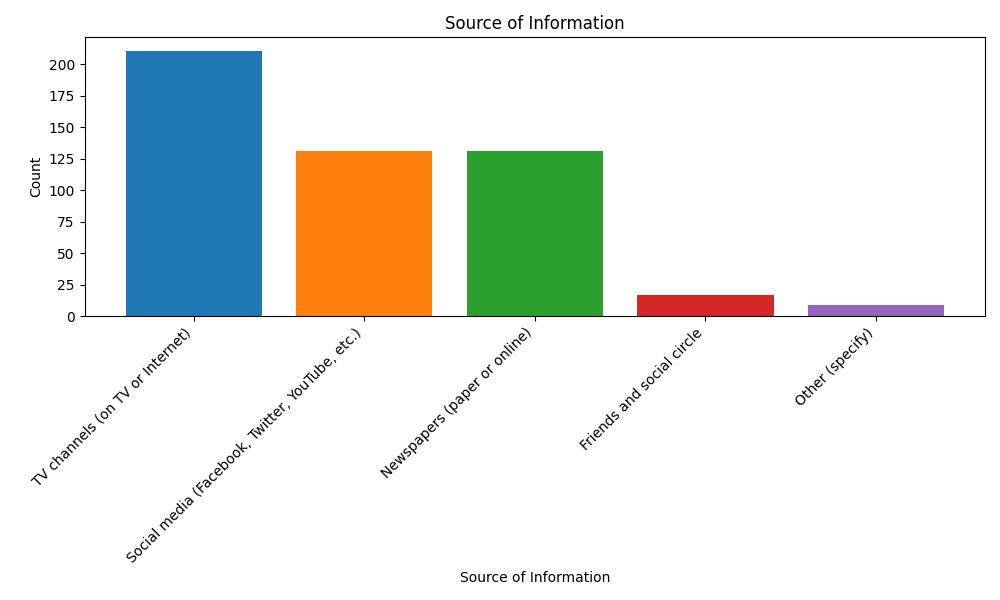 Source of Information
Count
200
175
150
125
100
75
50
25
0
TV channels (on TV or Internet)
Social media (Facebook, Twitter, YouTube, etc.)
Newspapers (paper or online)
Friends and social circle
Other (specify)
Source of Information